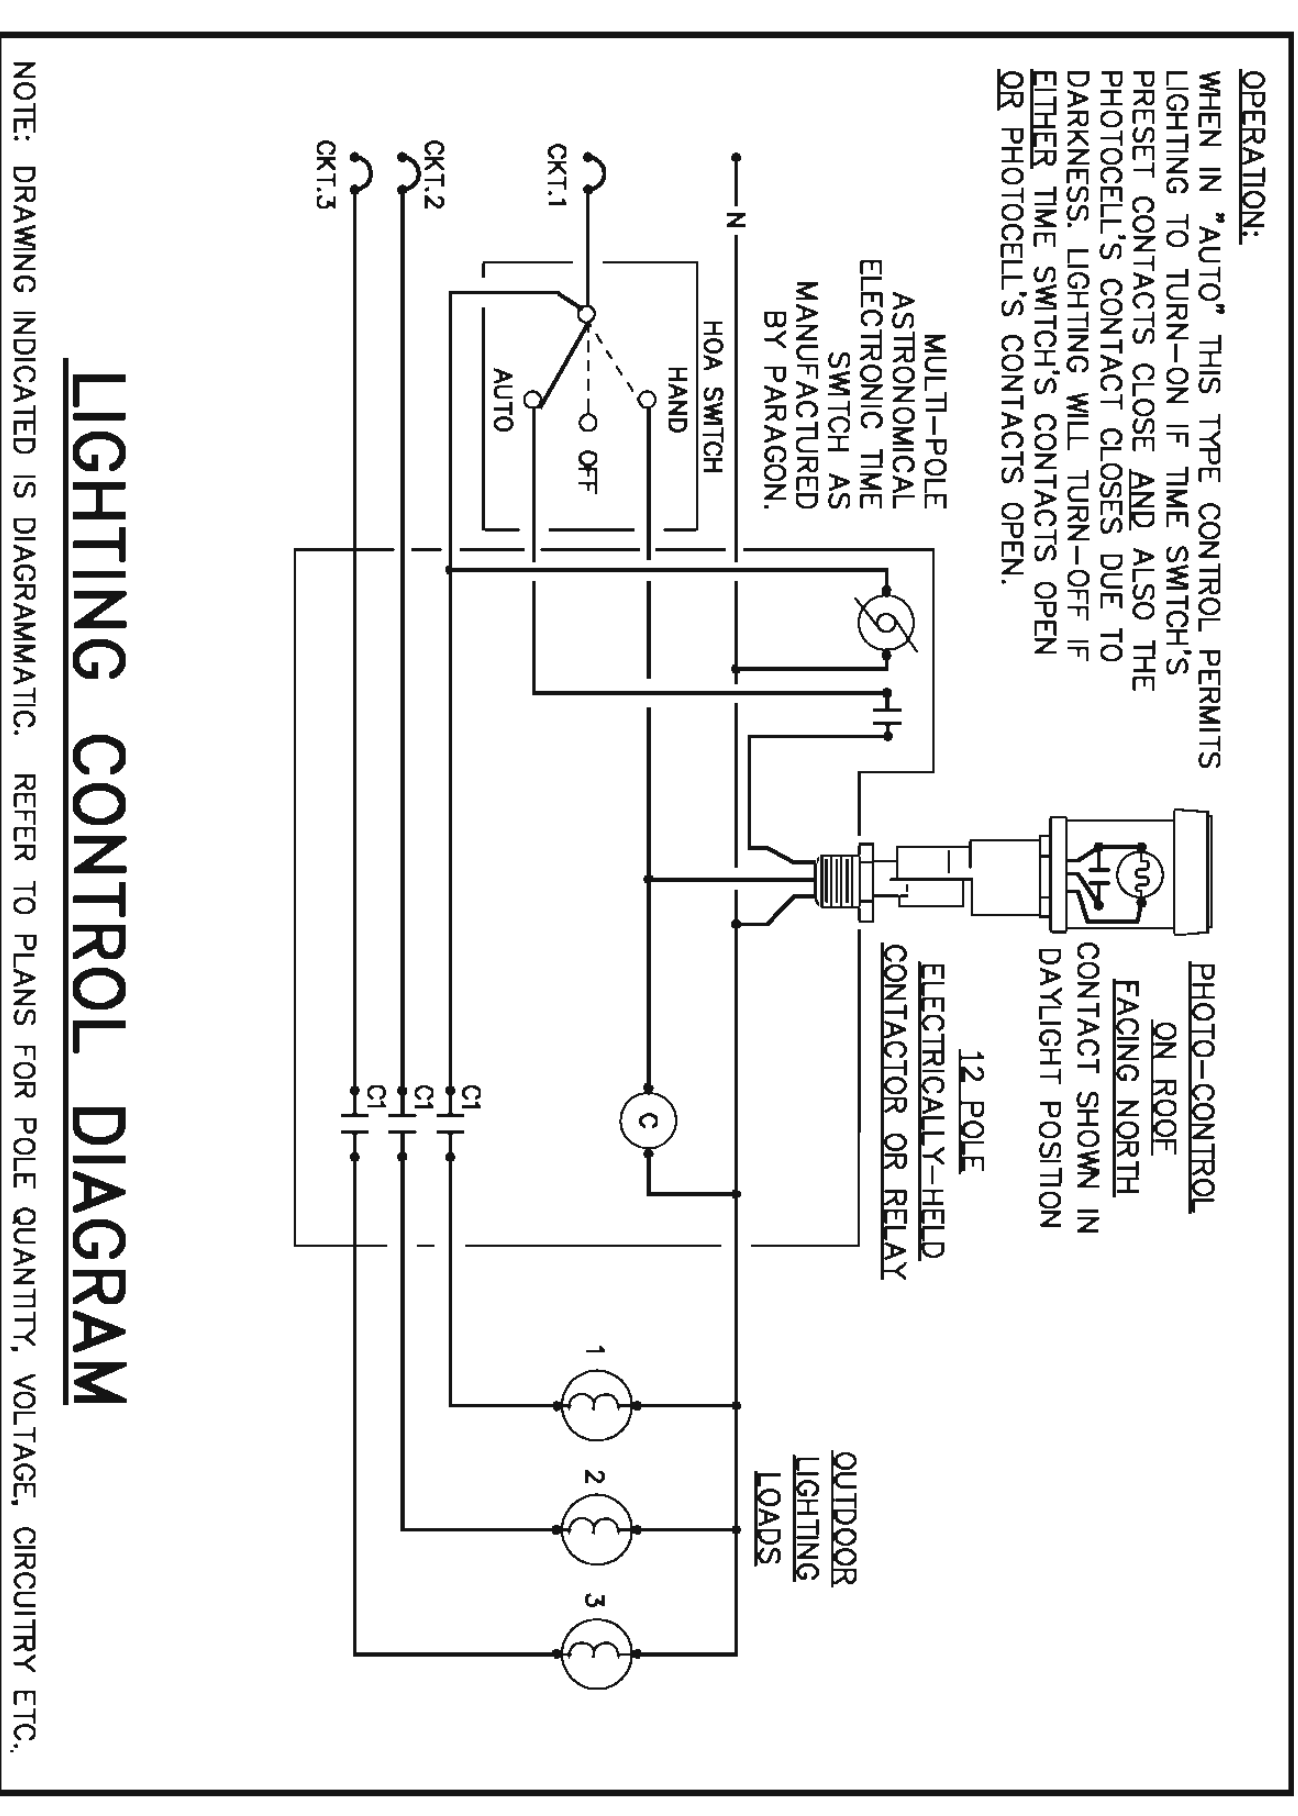 OPERATION:
WHEN IN "AUTO" THIS TYPE CONTROL PERMITS
LIGHTING TO TURN-ON IF TIME SWITCH'S
PRESET CONTACTS CLOSE AND ALSO THE
PHOTOCELL'S CONTACT CLOSES DUE TO
DARKNESS. LIGHTING WILL TURN-OFF IF
EITHER TIME SWITCH'S CONTACTS OPEN
OR PHOTOCELL'S CONTACTS OPEN.
PHOTO-CONTROL
ON ROOF
FACING NORTH
CONTACT SHOWN IN
DAYLIGHT POSITION
MULTI-POLE
ASTRONOMICAL
ELECTRONIC TIME
SWITCH AS
MANUFACTURED
BY PARAGON.
12 POLE
ELECTRICALLY-HELD
CONTACTOR OR RELAY
OUTDOOR
LIGHTING
LOADS
N
HOA SWITCH
HAND
OFF
AUTO
CKT.1
CKT.2
CKT.3
C
C1
C1
C1
1
2
3
LIGHTING CONTROL DIAGRAM
NOTE: DRAWING INDICATED IS DIAGRAMMATIC. REFER TO PLANS FOR POLE QUANTITY, VOLTAGE, CIRCUITRY ETC.